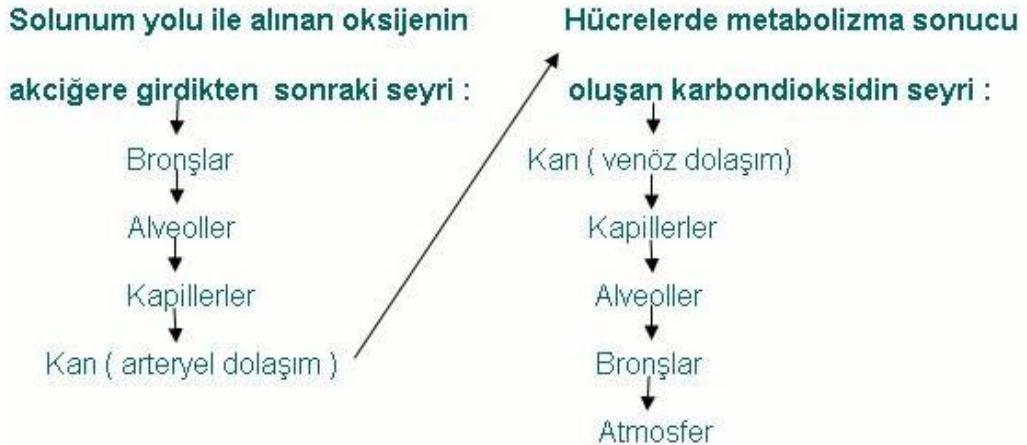 Solunum yolu ile alınan oksijenin
akciğere girdikten sonraki seyri :
Bronşlar
Alveoller
Kapillerler
Kan ( arteryel dolaşım )
Hücrelerde metabolizma sonucu
oluşan karbondioksidin seyri :
Kan ( venöz dolaşım)
Kapillerler
Alveoller
Bronşlar
Atmosfer